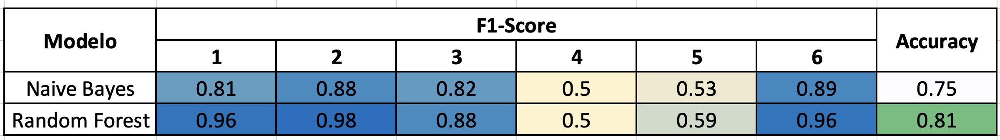 Modelo F1-Score Accuracy
1 2 3 4 5 6
Naive Bayes 0.81 0.88 0.82 0.5 0.53 0.89 0.75
Random Forest 0.96 0.98 0.88 0.5 0.59 0.96 0.81